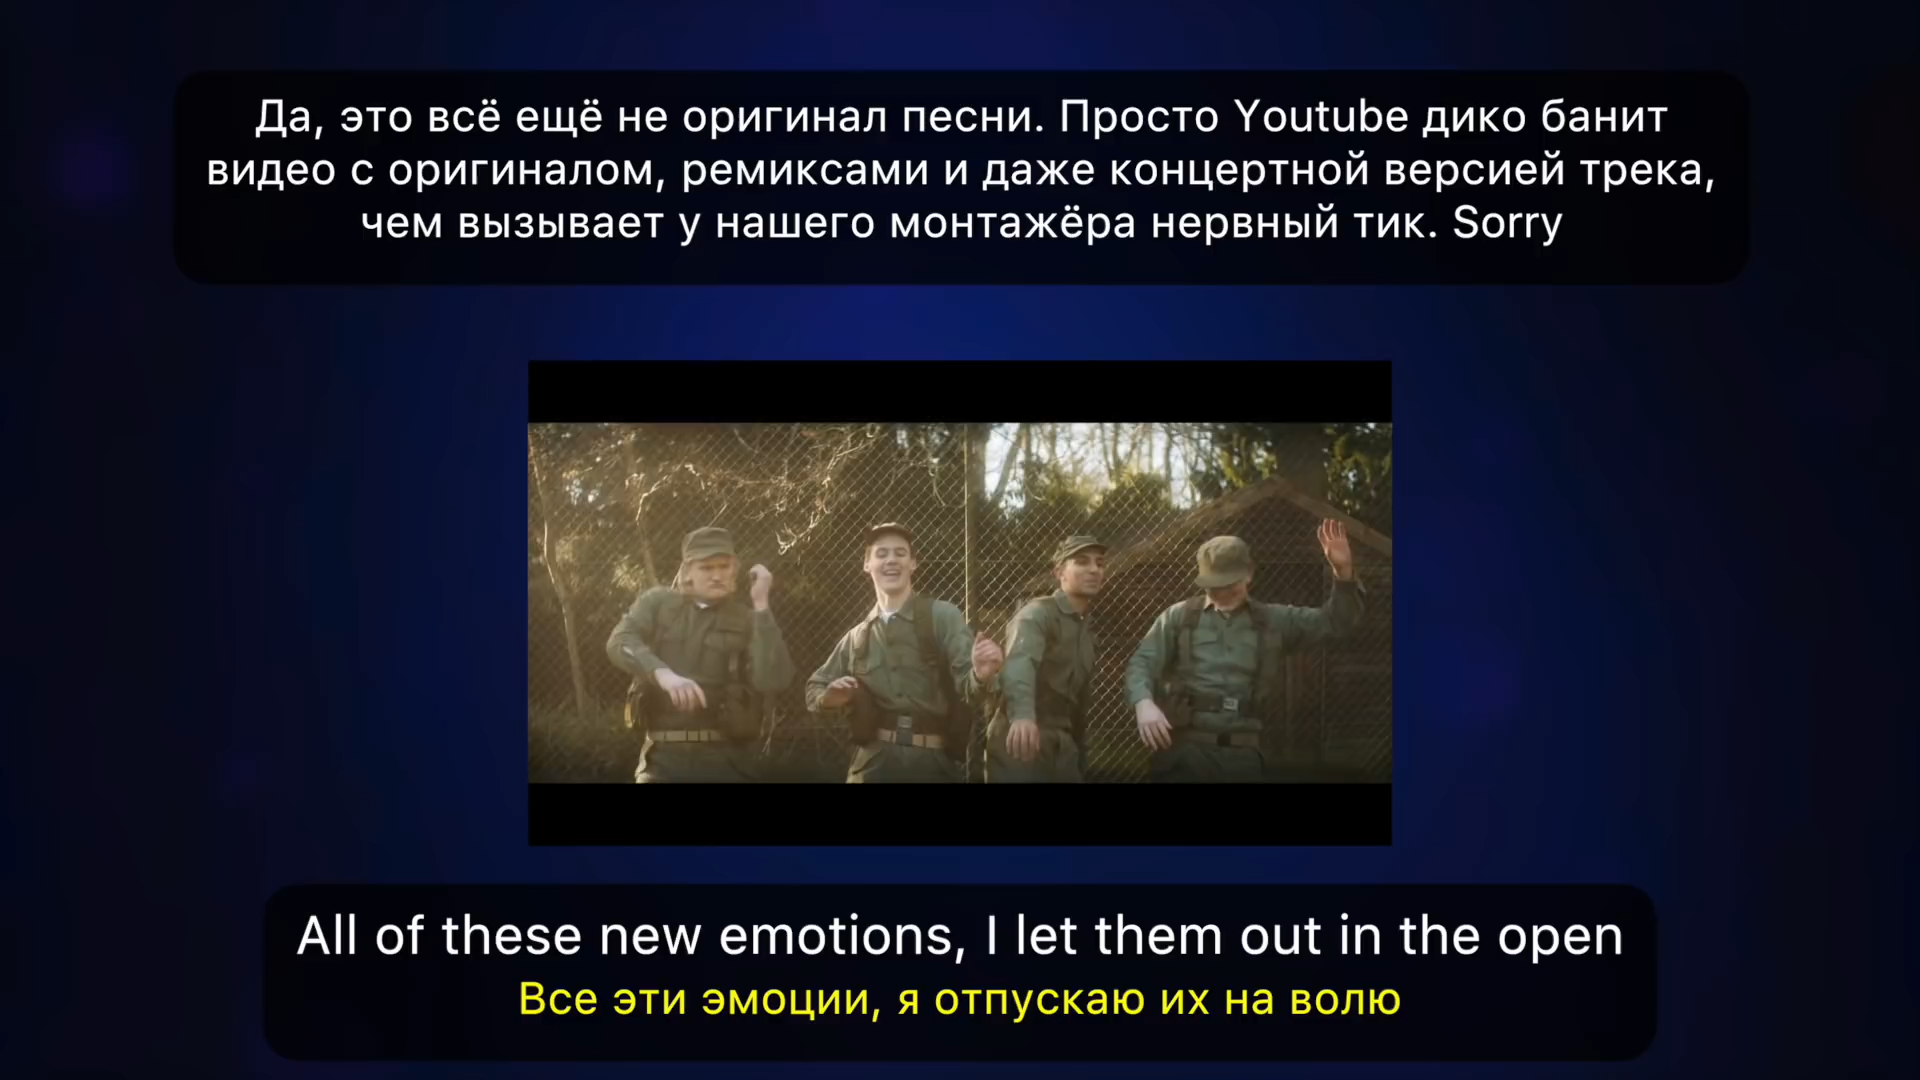 Да, это всё ещё не оригинал песни. Просто Youtube дико банит
видео с оригиналом, ремиксами и даже концертной версией трека,
чем вызывает у нашего монтажёра нервный тик. Sorry
All of these new emotions, I let them out in the open
Все эти эмоции, я отпускаю их на волю